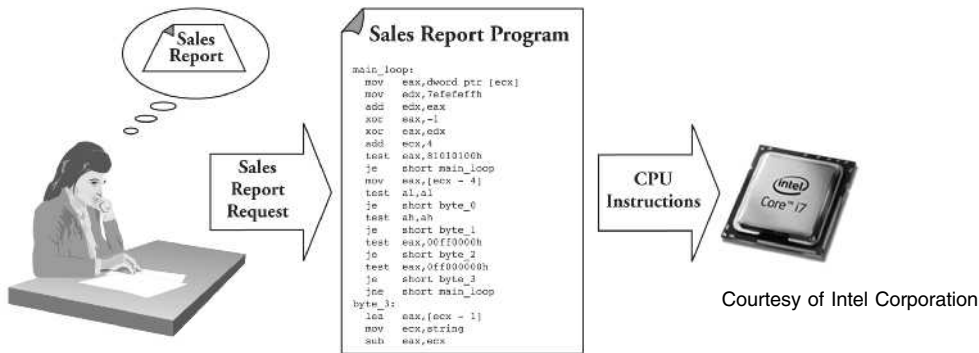 Sales
Report
Sales
Report
Request
Sales Report Program
main_loop:
mov eax,dword ptr [ecx]
mov edx,7efefeffh
add edx,eax
xor eax,-1
xor eax,edx
add ecx,4
test eax,81010100h
je short main_loop
mov eax,[ecx - 4]
test al,al
je short byte_0
test ah,ah
je short byte_1
test eax,00ff0000h
je short byte_2
test eax,0ff000000h
je short byte_3
jne short main_loop
byte_3:
lea eax,[ecx - 1]
mov ecx,string
sub eax,ecx
CPU
Instructions
intel
Core™ i7
Courtesy of Intel Corporation